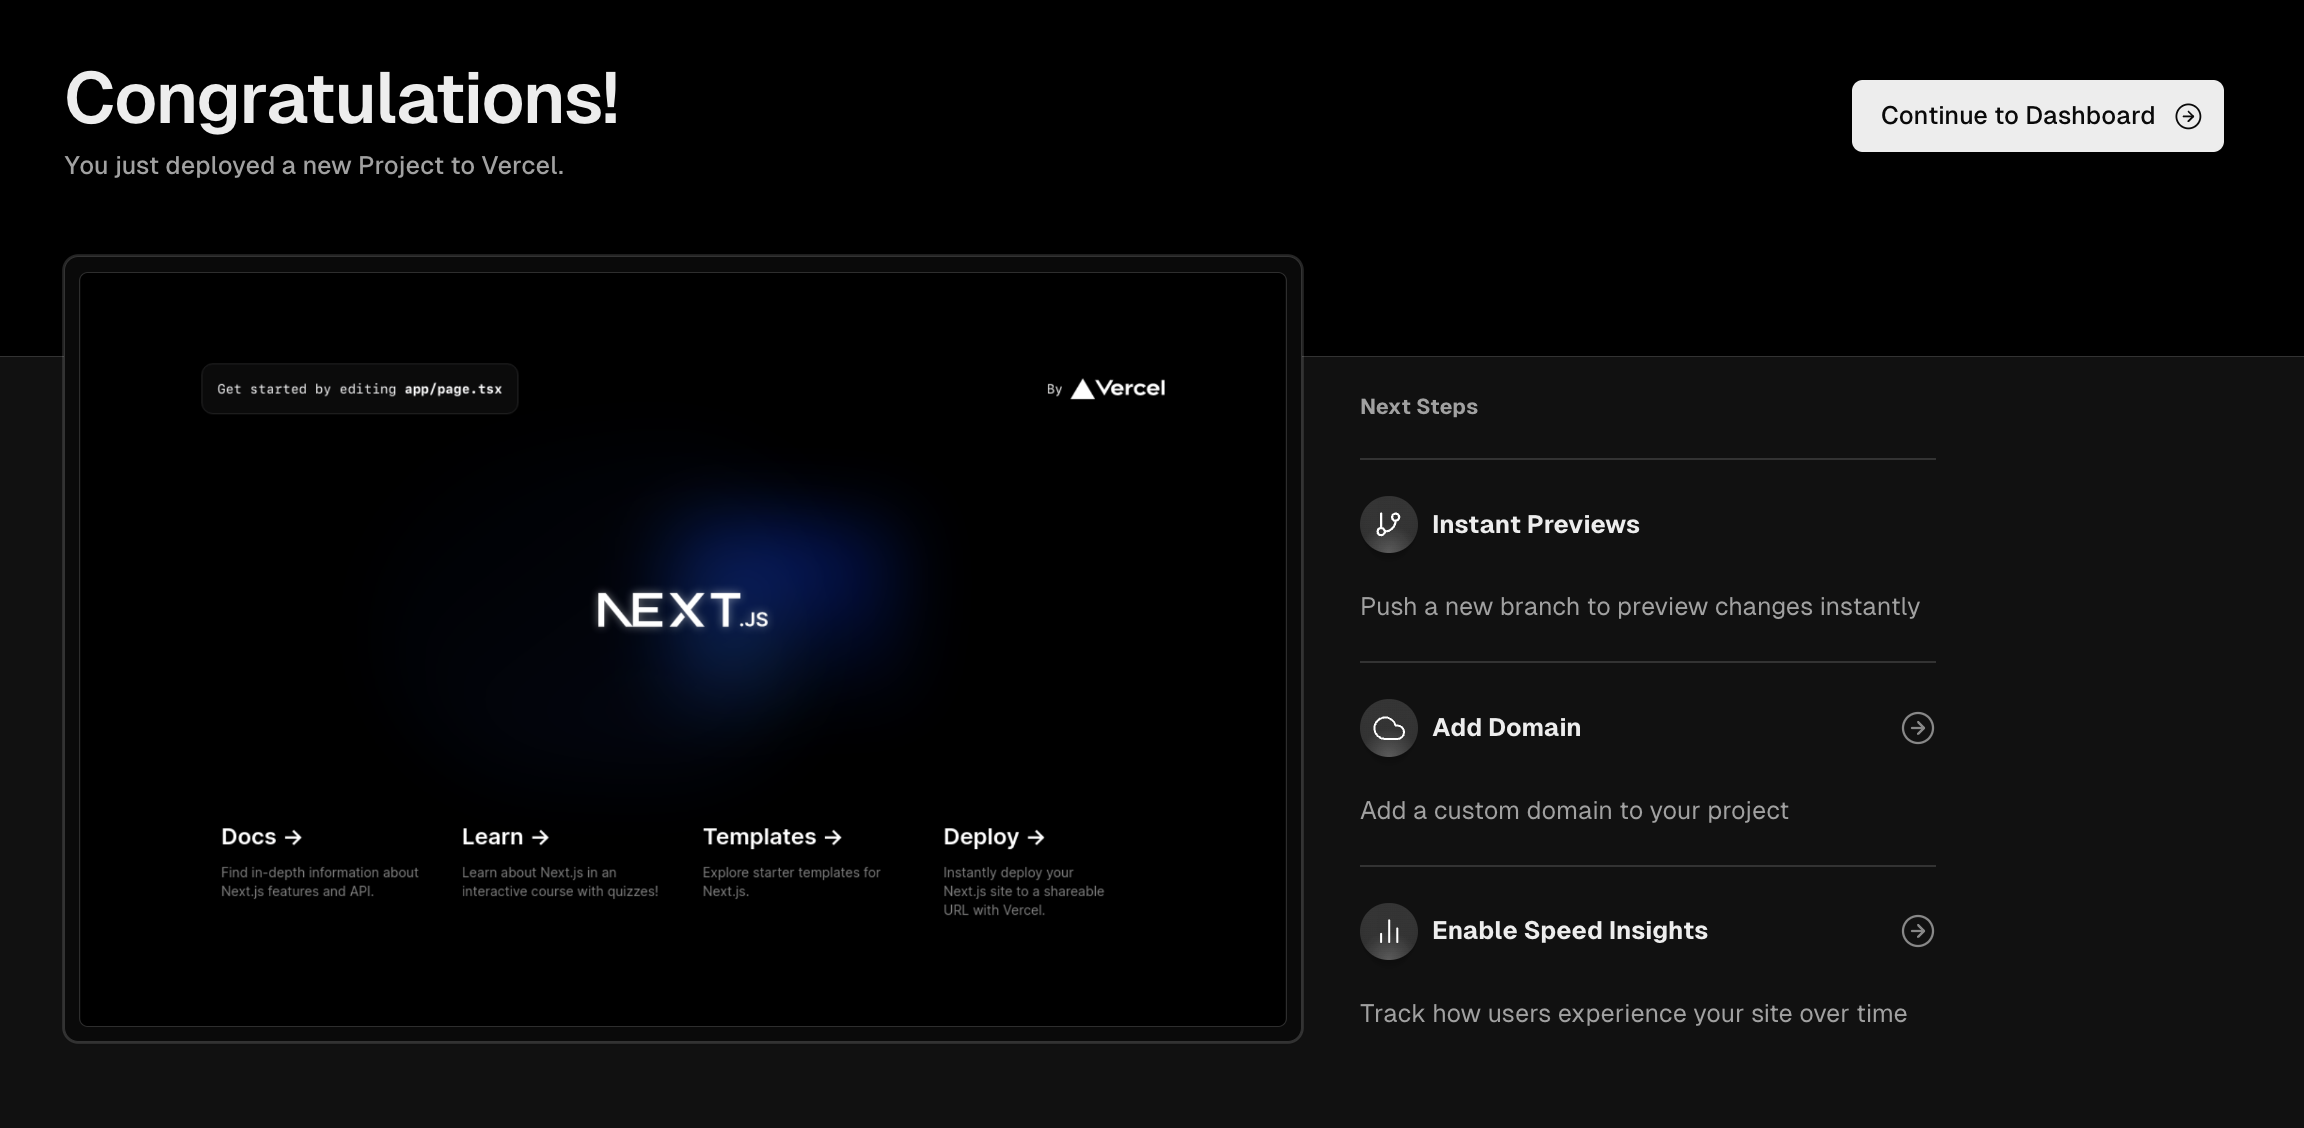 Congratulations!
You just deployed a new Project to Vercel.
Continue to Dashboard
Get started by editing app/page.tsx
By Vercel
NEXT.JS
Docs →
Find in-depth information about
Next.js features and API.
Learn →
Learn about Next.js in an
interactive course with quizzes!
Templates →
Explore starter templates for
Next.js.
Deploy →
Instantly deploy your
Next.js site to a shareable
URL with Vercel.
Next Steps
Instant Previews
Push a new branch to preview changes instantly
Add Domain
Add a custom domain to your project
Enable Speed Insights
Track how users experience your site over time